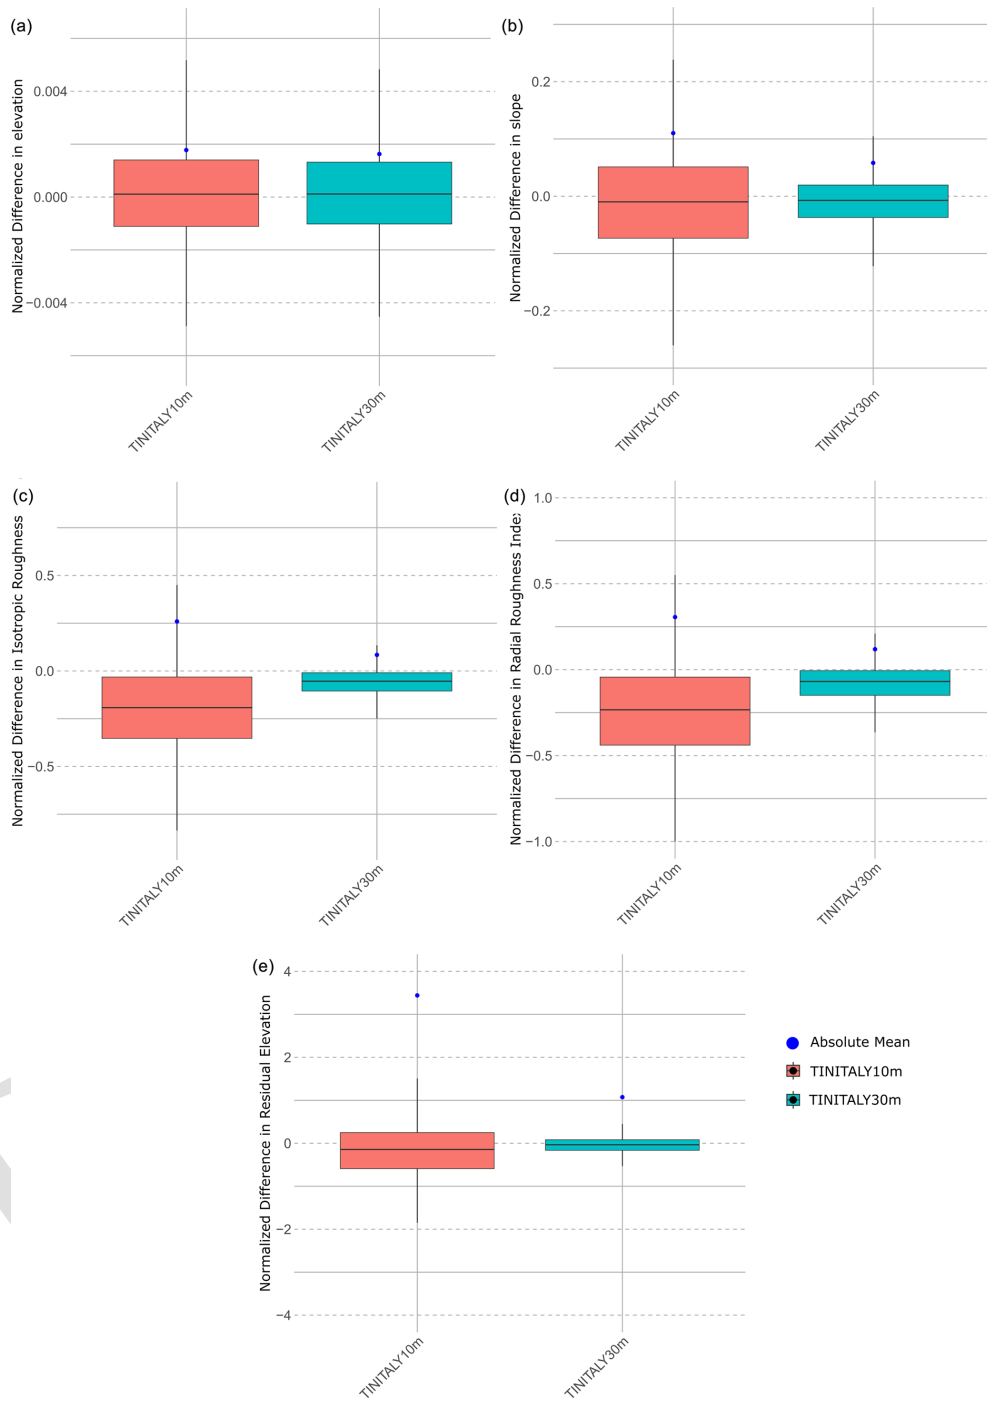 (a)
Normalized Difference in elevation
0.004
0.000
−0.004
TINITALY10m
TINITALY30m
(b)
Normalized Difference in slope
0.2
0.0
−0.2
TINITALY10m
TINITALY30m
(c)
Normalized Difference in Isotropic Roughness
0.5
0.0
−0.5
TINITALY10m
TINITALY30m
(d)
Normalized Difference in Radial Roughness Inde
1.0
0.5
0.0
−0.5
−1.0
TINITALY10m
TINITALY30m
(e)
Normalized Difference in Residual Elevation
4
2
0
−2
−4
TINITALY10m
TINITALY30m
Absolute Mean
TINITALY10m
TINITALY30m